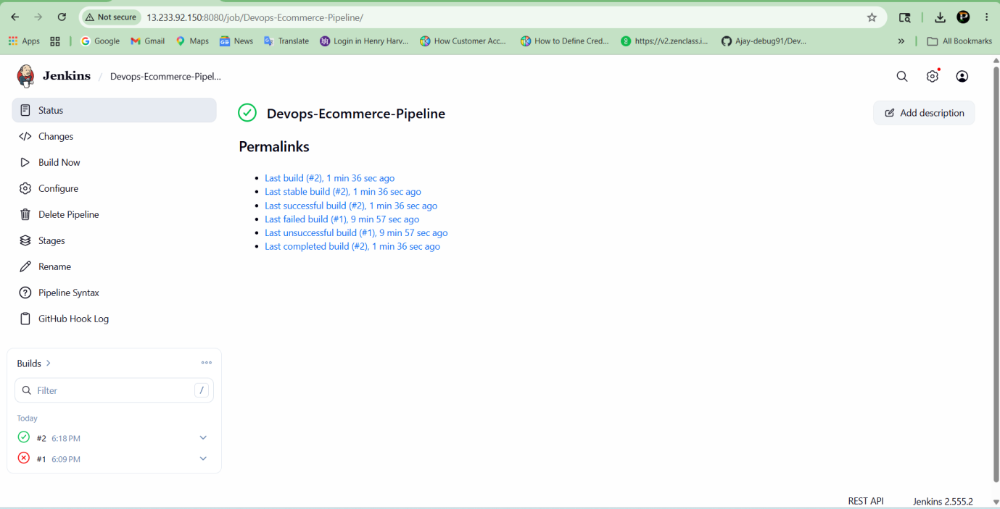 Not secure 13.233.92.150:8080/job/Devops-Ecommerce-Pipeline/
Apps Google Gmail Maps News Translate Login in Henry Harv... How Customer Acc... How to Define Cred... https://v2.zenclass.i... Ajay-debug91/Dev... » All Bookmarks
Jenkins / Devops-Ecommerce-Pipel...
Status
Changes
Build Now
Configure
Delete Pipeline
Stages
Rename
Pipeline Syntax
GitHub Hook Log
Builds
Filter /
Today
#2 6:18 PM
#1 6:09 PM
Devops-Ecommerce-Pipeline
Add description
Permalinks
Last build (#2), 1 min 36 sec ago
Last stable build (#2), 1 min 36 sec ago
Last successful build (#2), 1 min 36 sec ago
Last failed build (#1), 9 min 57 sec ago
Last unsuccessful build (#1), 9 min 57 sec ago
Last completed build (#2), 1 min 36 sec ago
REST API Jenkins 2.555.2